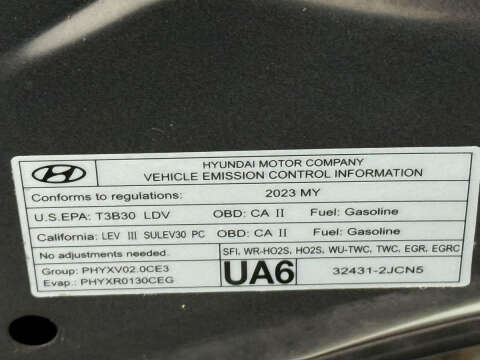 HYUNDAI MOTOR COMPANY
VEHICLE EMISSION CONTROL INFORMATION
Conforms to regulations: 2023 MY
U.S.EPA: T3B30 LDV OBD: CA II Fuel: Gasoline
California: LEV III SULEV30 PC OBD: CA II Fuel: Gasoline
No adjustments needed. SFI, WR-HO2S, HO2S, WU-TWC, TWC, EGR, EGRC
Group: PHYXV02.0CE3
Evap.: PHYXR0130CEG
UA6 32431-2JCN5